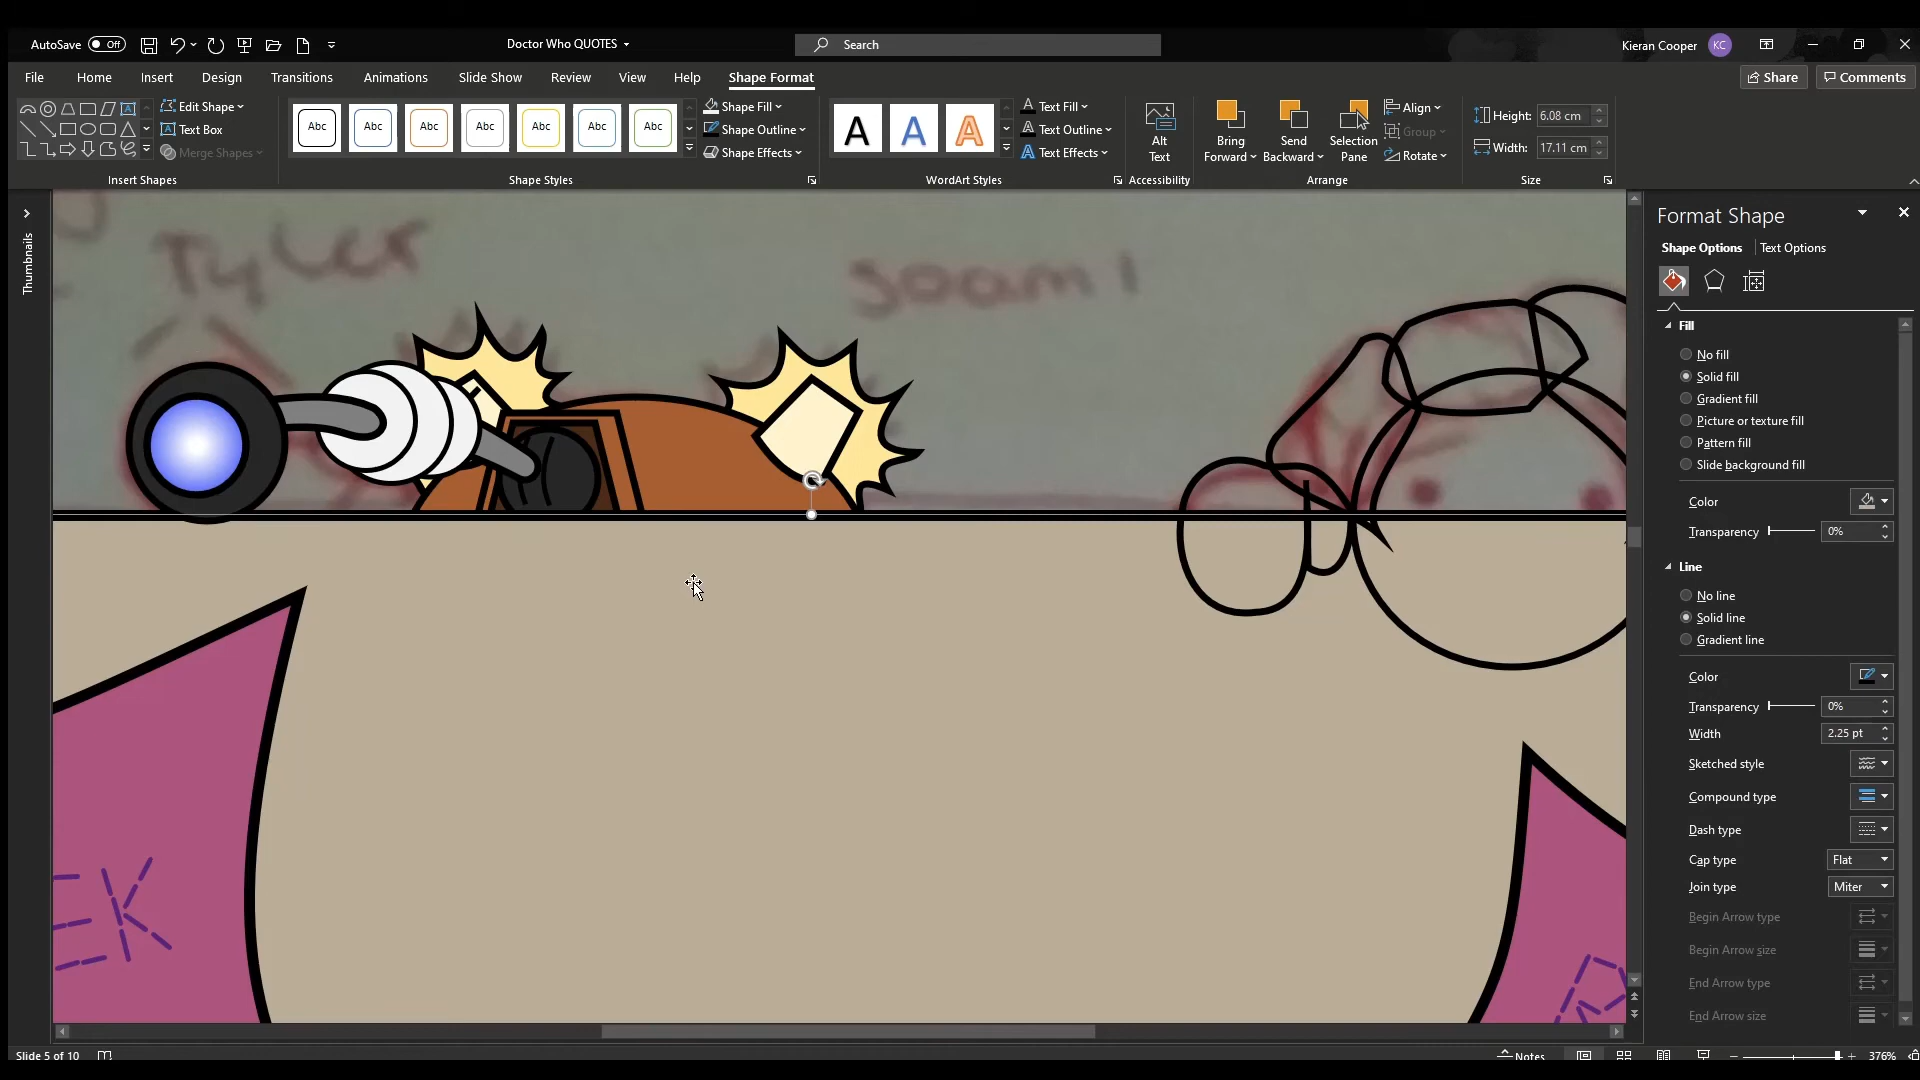 AutoSave Off
Doctor Who QUOTES
Search
Kieran Cooper KC
File Home Insert Design Transitions Animations Slide Show Review View Help Shape Format
Share Comments
Edit Shape
Text Box
Merge Shapes
Insert Shapes
Abc Abc Abc Abc Abc Abc Abc
Shape Fill
Shape Outline
Shape Effects
Shape Styles
A A A
Text Fill
Text Outline
Text Effects
WordArt Styles
Alt Text
Accessibility
Bring Forward
Send Backward
Selection Pane
Align
Group
Rotate
Arrange
Height: 6.08 cm
Width: 17.11 cm
Size
Thumbnails
Tyler
EK
R
Format Shape
Shape Options Text Options
Fill
No fill
Solid fill
Gradient fill
Picture or texture fill
Pattern fill
Slide background fill
Color
Transparency 0%
Line
No line
Solid line
Gradient line
Color
Transparency 0%
Width 2.25 pt
Sketched style
Compound type
Dash type
Cap type Flat
Join type Miter
Begin Arrow type
Begin Arrow size
End Arrow type
End Arrow size
Slide 5 of 10
Notes
376%